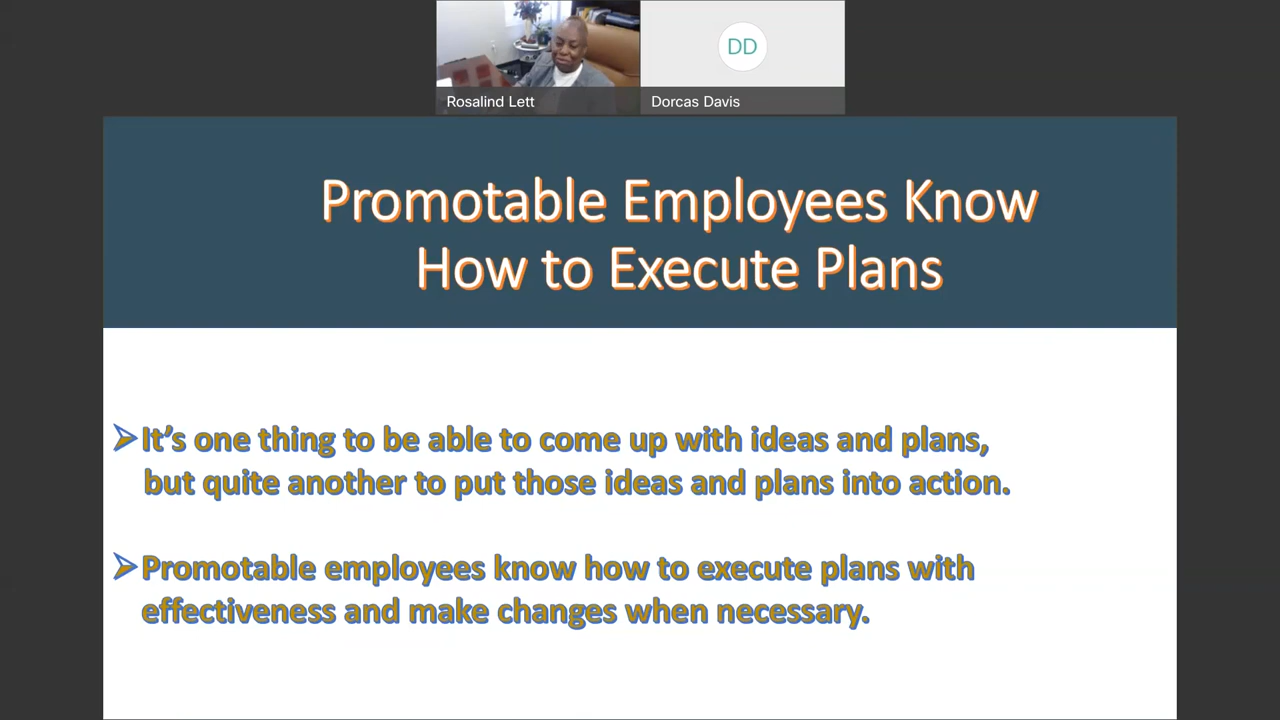 DD
Rosalind Lett
Dorcas Davis
Promotable Employees Know
How to Execute Plans
It’s one thing to be able to come up with ideas and plans,
but quite another to put those ideas and plans into action.
Promotable employees know how to execute plans with
effectiveness and make changes when necessary.